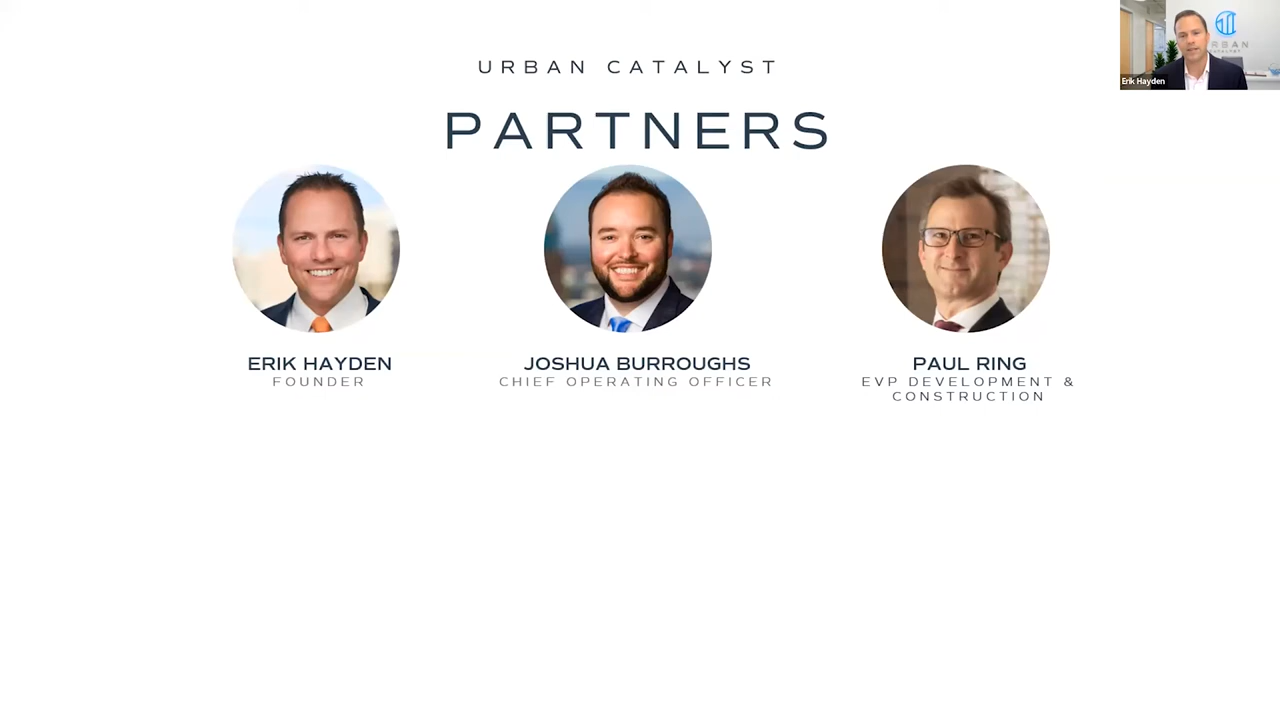 URBAN CATALYST
PARTNERS
ERIK HAYDEN
FOUNDER
JOSHUA BURROUGHS
CHIEF OPERATING OFFICER
PAUL RING
EVP DEVELOPMENT &
CONSTRUCTION
Erik Hayden